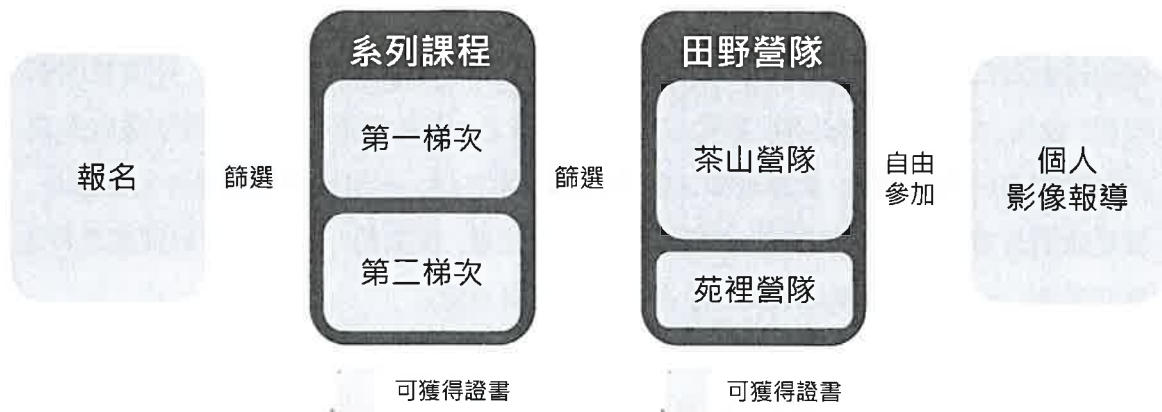 報名
篩選
系列課程
第一梯次
第二梯次
可獲得證書
篩選
田野營隊
茶山營隊
苑裡營隊
可獲得證書
自由
參加
個人
影像報導